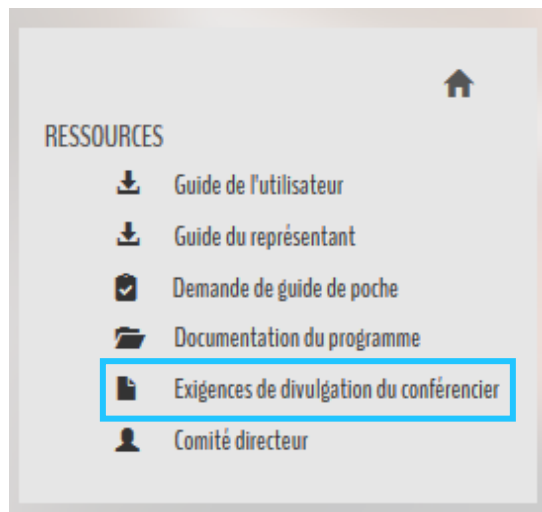 RESSOURCES
Guide de l'utilisateur
Guide du représentant
Demande de guide de poche
Documentation du programme
Exigences de divulgation du conférencier
Comité directeur